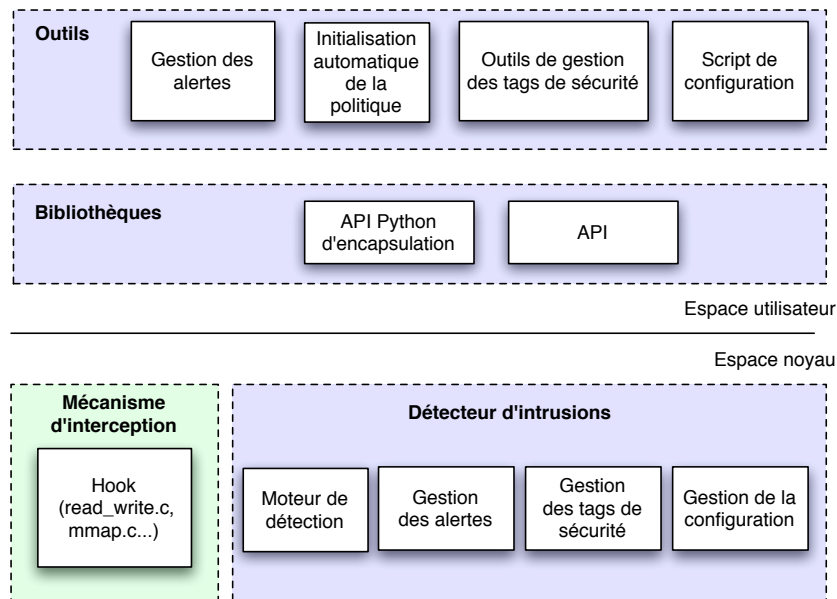 Outils
Gestion des
alertes
Initialisation
automatique
de la
politique
Outils de gestion
des tags de sécurité
Script de
configuration
Bibliothèques
API Python
d'encapsulation
API
Espace utilisateur
Espace noyau
Mécanisme
d'interception
Hook
(read_write.c,
mmap.c...)
Détecteur d'intrusions
Moteur de
détection
Gestion
des alertes
Gestion
des tags de
sécurité
Gestion de la
configuration